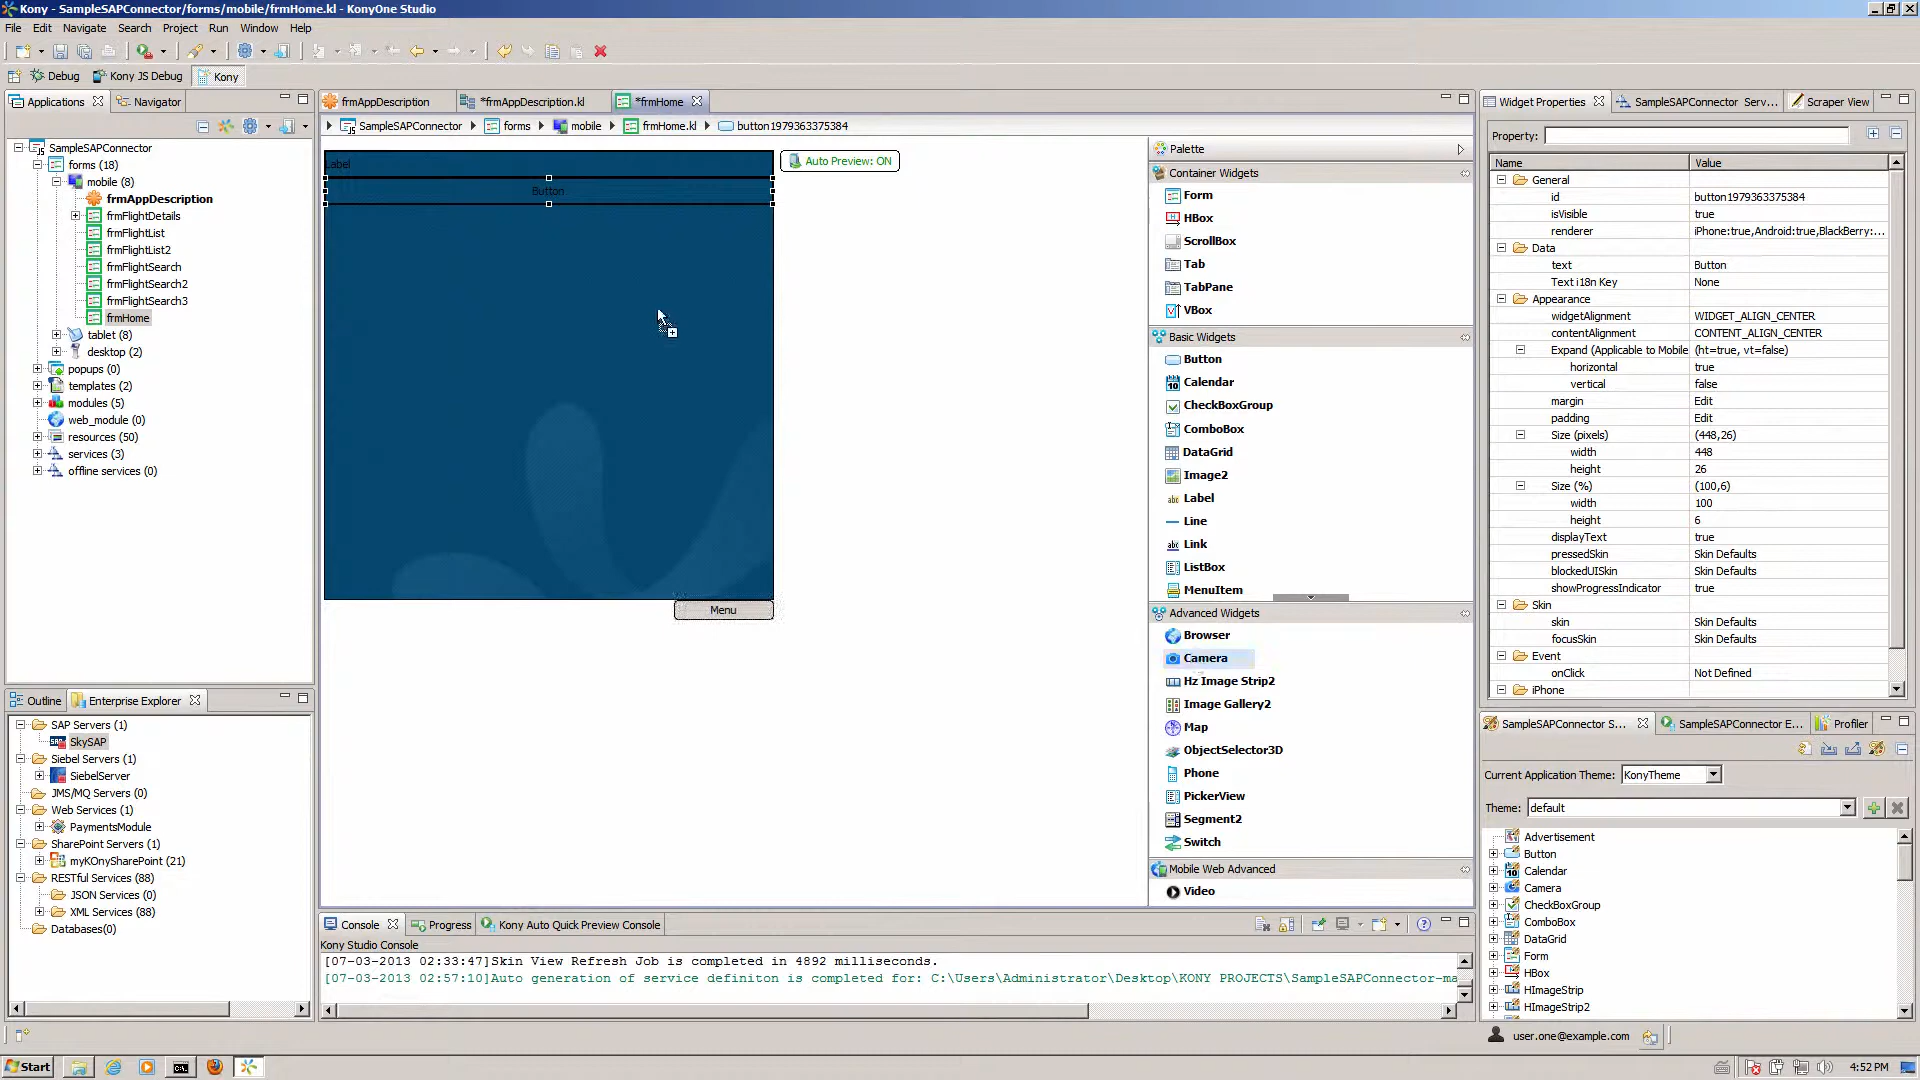 Kony - SampleSAPConnector/forms/mobile/frmHome.kl - KonyOne Studio
File Edit Navigate Search Project Run Window Help
Debug Kony JS Debug Kony
Applications Navigator
SampleSAPConnector
forms (18)
mobile (8)
frmAppDescription
frmFlightDetails
frmFlightList
frmFlightList2
frmFlightSearch
frmFlightSearch2
frmFlightSearch3
frmHome
tablet (8)
desktop (2)
popups (0)
templates (2)
modules (5)
web_module (0)
resources (50)
services (3)
offline services (0)
Outline Enterprise Explorer
SAP Servers (1)
SkySAP
Siebel Servers (1)
SiebelServer
JMS/MQ Servers (0)
Web Services (1)
PaymentsModule
SharePoint Servers (1)
myKOnySharePoint (21)
RESTful Services (88)
JSON Services (0)
XML Services (88)
Databases(0)
frmAppDescription *frmAppDescription.kl *frmHome
SampleSAPConnector forms mobile frmHome.kl button1979363375384
Label
Button
Auto Preview: ON
Menu
Palette
Container Widgets
Form
HBox
ScrollBox
Tab
TabPane
VBox
Basic Widgets
Button
Calendar
CheckBoxGroup
ComboBox
DataGrid
Image2
Label
Line
Link
ListBox
MenuItem
Advanced Widgets
Browser
Camera
Hz Image Strip2
Image Gallery2
Map
ObjectSelector3D
Phone
PickerView
Segment2
Switch
Mobile Web Advanced
Video
Console Progress Kony Auto Quick Preview Console
Kony Studio Console
[07-03-2013 02:33:47]Skin View Refresh Job is completed in 4892 milliseconds.
[07-03-2013 02:57:10]Auto generation of service definiton is completed for: C:\Users\Administrator\Desktop\KONY PROJECTS\SampleSAPConnector-ma
Widget Properties SampleSAPConnector Serv... Scraper View
Property:
Name Value
General
id button1979363375384
isVisible true
renderer iPhone:true,Android:true,BlackBerry:...
Data
text Button
Text i18n Key None
Appearance
widgetAlignment WIDGET_ALIGN_CENTER
contentAlignment CONTENT_ALIGN_CENTER
Expand (Applicable to Mobile (ht=true, vt=false)
horizontal true
vertical false
margin Edit
padding Edit
Size (pixels) (448,26)
width 448
height 26
Size (%) (100,6)
width 100
height 6
displayText true
pressedSkin Skin Defaults
blockedUISkin Skin Defaults
showProgressIndicator true
Skin
skin Skin Defaults
focusSkin Skin Defaults
Event
onClick Not Defined
iPhone
SampleSAPConnector S... SampleSAPConnector E... Profiler
Current Application Theme: KonyTheme
Theme: default
Advertisement
Button
Calendar
Camera
CheckBoxGroup
ComboBox
DataGrid
Form
HBox
HImageStrip
HImageStrip2
user.one@example.com
Start 4:52 PM